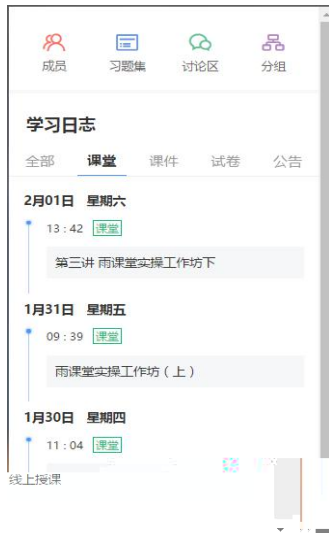 成员 习题集 讨论区 分组
学习日志
全部 课堂 课件 试卷 公告
2月01日 星期六
13:42 课堂
第三讲 雨课堂实操工作坊下
1月31日 星期五
09:39 课堂
雨课堂实操工作坊（上）
1月30日 星期四
11:04 课堂
线上授课